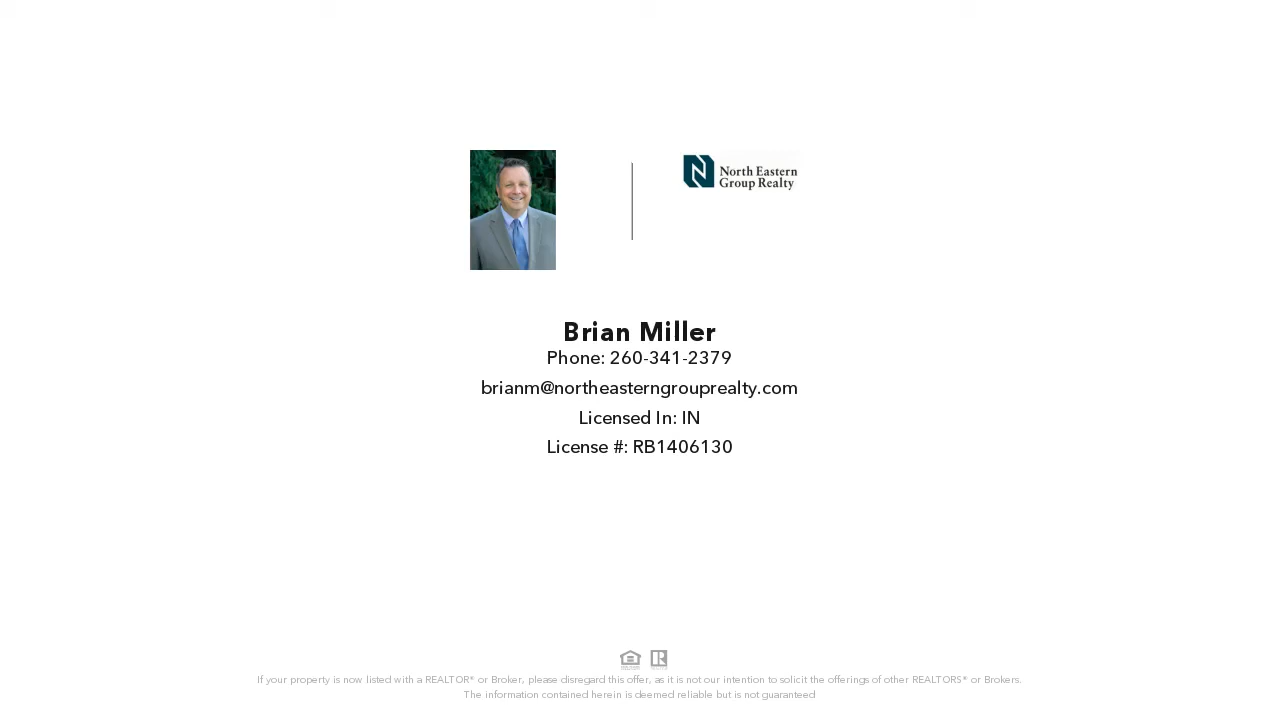 North Eastern
Group Realty
Brian Miller
Phone: 260-341-2379
brianm@northeasterngrouprealty.com
Licensed In: IN
License #: RB1406130
If your property is now listed with a REALTOR® or Broker, please disregard this offer, as it is not our intention to solicit the offerings of other REALTORS® or Brokers.
The information contained herein is deemed reliable but is not guaranteed